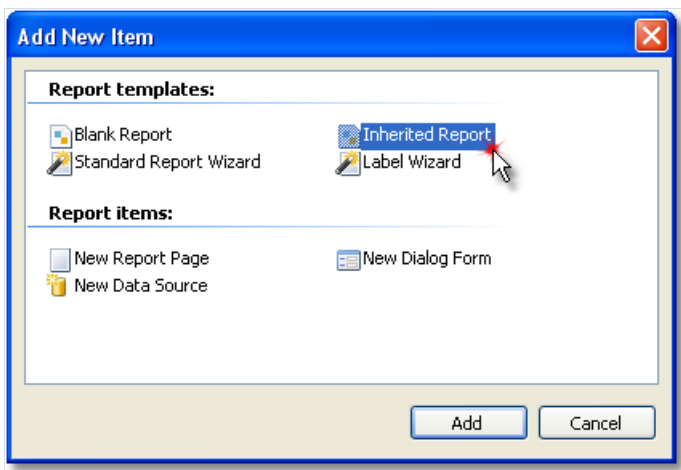 Add New Item
Report templates:
Blank Report
Inherited Report
Standard Report Wizard
Label Wizard
Report items:
New Report Page
New Dialog Form
New Data Source
Add
Cancel